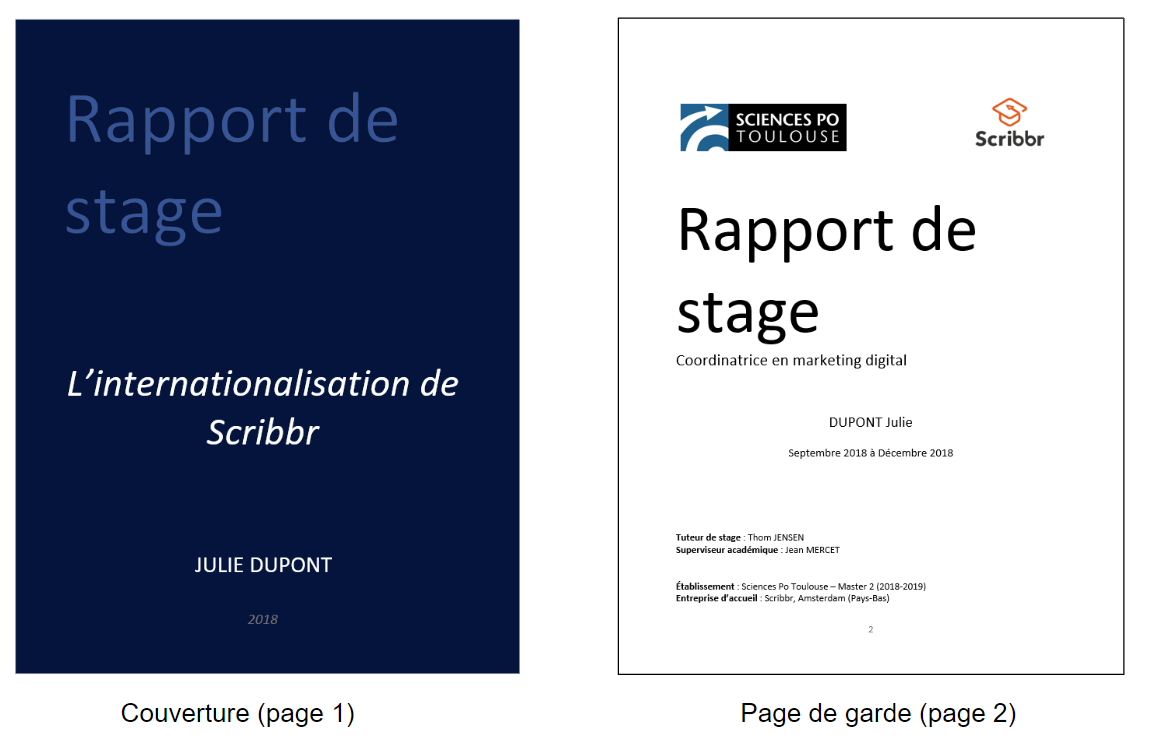 Rapport de
stage
L’internationalisation de
Scribbr
JULIE DUPONT
2018
Couverture (page 1)
SCIENCES PO
TOULOUSE
Scribbr
Rapport de
stage
Coordinatrice en marketing digital
DUPONT Julie
Septembre 2018 à Décembre 2018
Tuteur de stage : Thom JENSEN
Superviseur académique : Jean MERCET
Établissement : Sciences Po Toulouse – Master 2 (2018-2019)
Entreprise d’accueil : Scribbr, Amsterdam (Pays-Bas)
2
Page de garde (page 2)